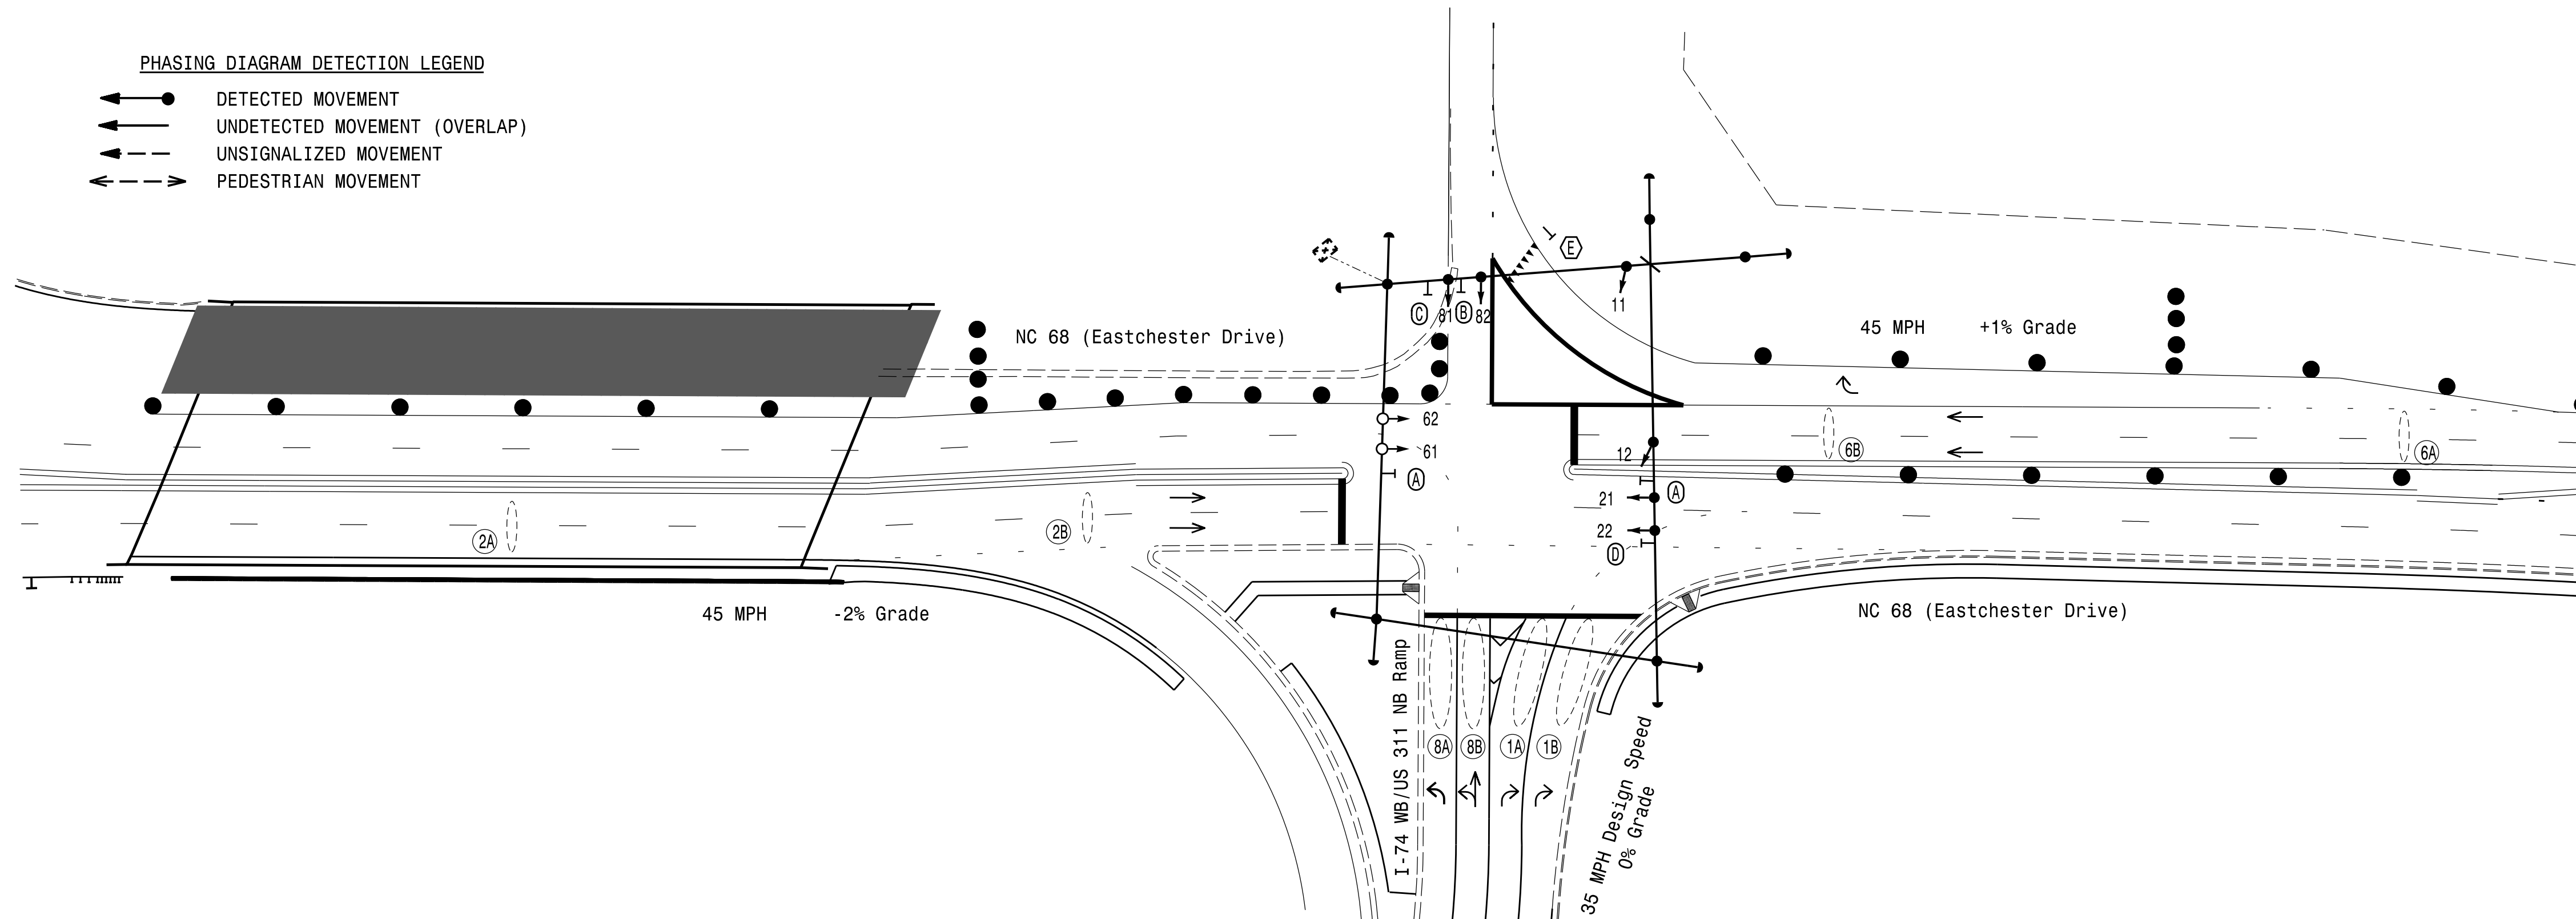 PHASING DIAGRAM DETECTION LEGEND
DETECTED MOVEMENT
UNDETECTED MOVEMENT (OVERLAP)
UNSIGNALIZED MOVEMENT
PEDESTRIAN MOVEMENT
E
11
C
81
B
82
NC 68 (Eastchester Drive)
45 MPH
+1% Grade
62
61
A
12
6B
6A
21
A
22
D
2A
2B
45 MPH
-2% Grade
NC 68 (Eastchester Drive)
I-74 WB/US 311 NB Ramp
8A
8B
1A
1B
35 MPH Design Speed
0% Grade